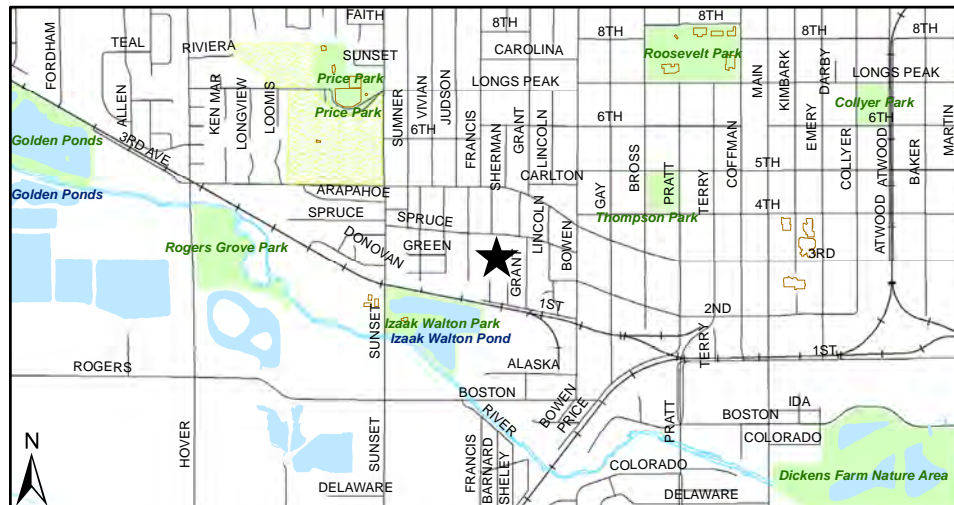 FAITH
8TH
8TH
8TH
8TH
8TH
FORDHAM
TEAL
RIVIERA
SUNSET
CAROLINA
Roosevelt Park
Price Park
LONGS PEAK
MAIN
KIMBARK
DARBY
LONGS PEAK
ALLEN
KEN MAR
LONGVIEW
LOOMIS
Price Park
SUMNER
VIVIAN
JUDSON
FRANCIS
SHERMAN
GRANT
LINCOLN
Collyer Park
3RD AVE
6TH
6TH
6TH
EMERY
COLLYER
ATWOOD
ATWOOD
BAKER
MARTIN
Golden Ponds
5TH
Golden Ponds
ARAPAHOE
CARLTON
GAY
BROSS
PRATT
TERRY
COFFMAN
SPRUCE
SPRUCE
Thompson Park
4TH
DONOVAN
GREEN
LINCOLN
BOWEN
Rogers Grove Park
GRANT
3RD
1ST
2ND
SUNSET
Izaak Walton Park
Izaak Walton Pond
TERRY
1ST
ROGERS
ALASKA
BOSTON
IDA
RIVER
BOWEN
PRICE
PRATT
BOSTON
HOVER
SUNSET
COLORADO
N
FRANCIS
BARNARD
SHELEY
COLORADO
Dickens Farm Nature Area
DELAWARE
DELAWARE